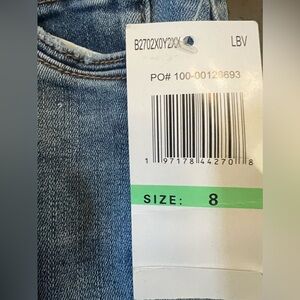 B2702X0Y2XX LBV
PO# 100-00120693
1 97178 44270 8
SIZE: 8